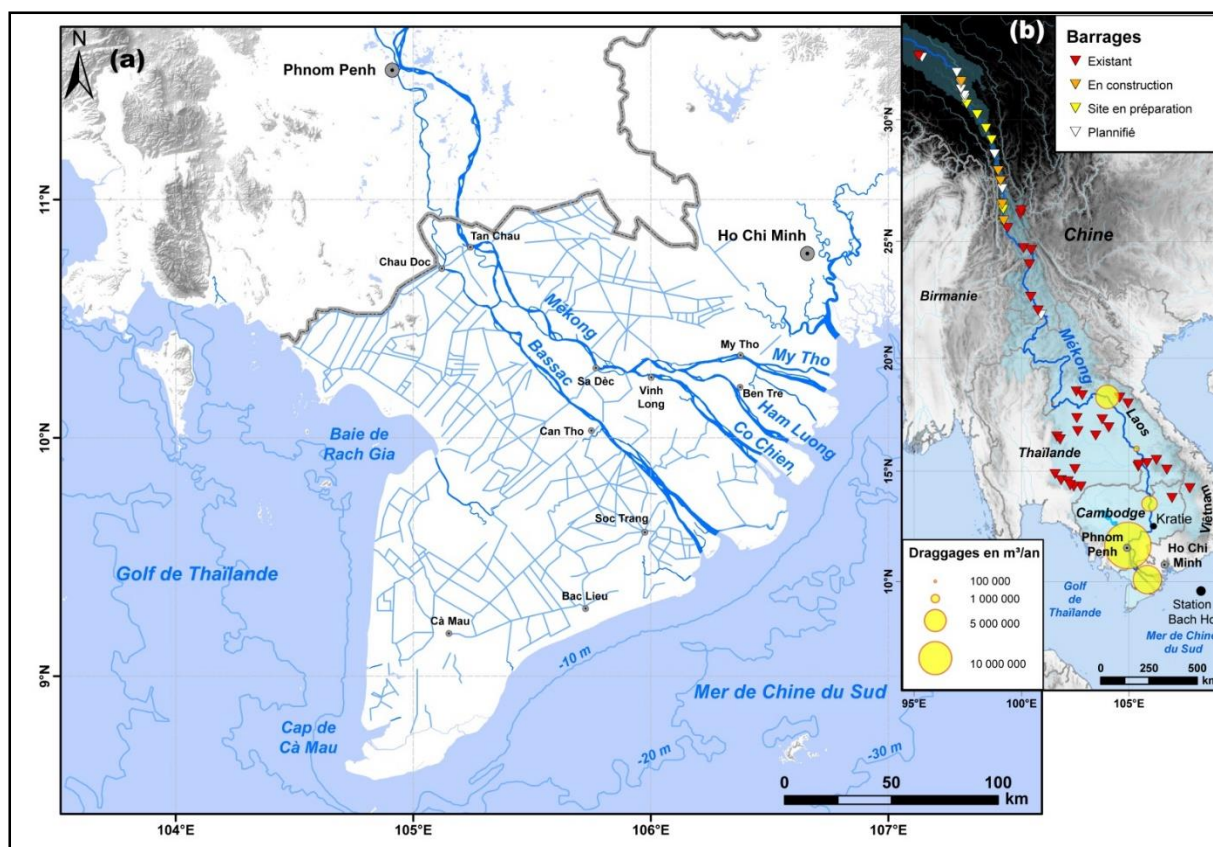 N
(a)
Phnom Penh
11°N
Tan Chau
Chau Doc
Ho Chi Minh
Mékong
Bassac
My Tho
My Tho
Sa Dèc
Vinh
Long
Ben Tre
Ham Luong
Co Chien
Can Tho
10°N
Baie de
Rach Gia
Soc Trang
Golf de Thaïlande
Bac Lieu
Cà Mau
-10 m
9°N
Mer de Chine du Sud
Cap de
Cà Mau
-20 m
-30 m
0 50 100
km
104°E 105°E 106°E 107°E
(b)
Barrages
Existant
En construction
Site en préparation
Plannifié
30°N
25°N
Chine
Birmanie
20°N
Mékong
Laos
Thaïlande
15°N
Viêtnam
Cambodge
Kratie
Phnom
Penh
Ho Chi
Minh
10°N
Draggages en m³/an
100 000
1 000 000
5 000 000
10 000 000
Golf
de
Thaïlande
Station
Bach Ho
Mer de Chine
du Sud
0 250 500
km
95°E 100°E 105°E